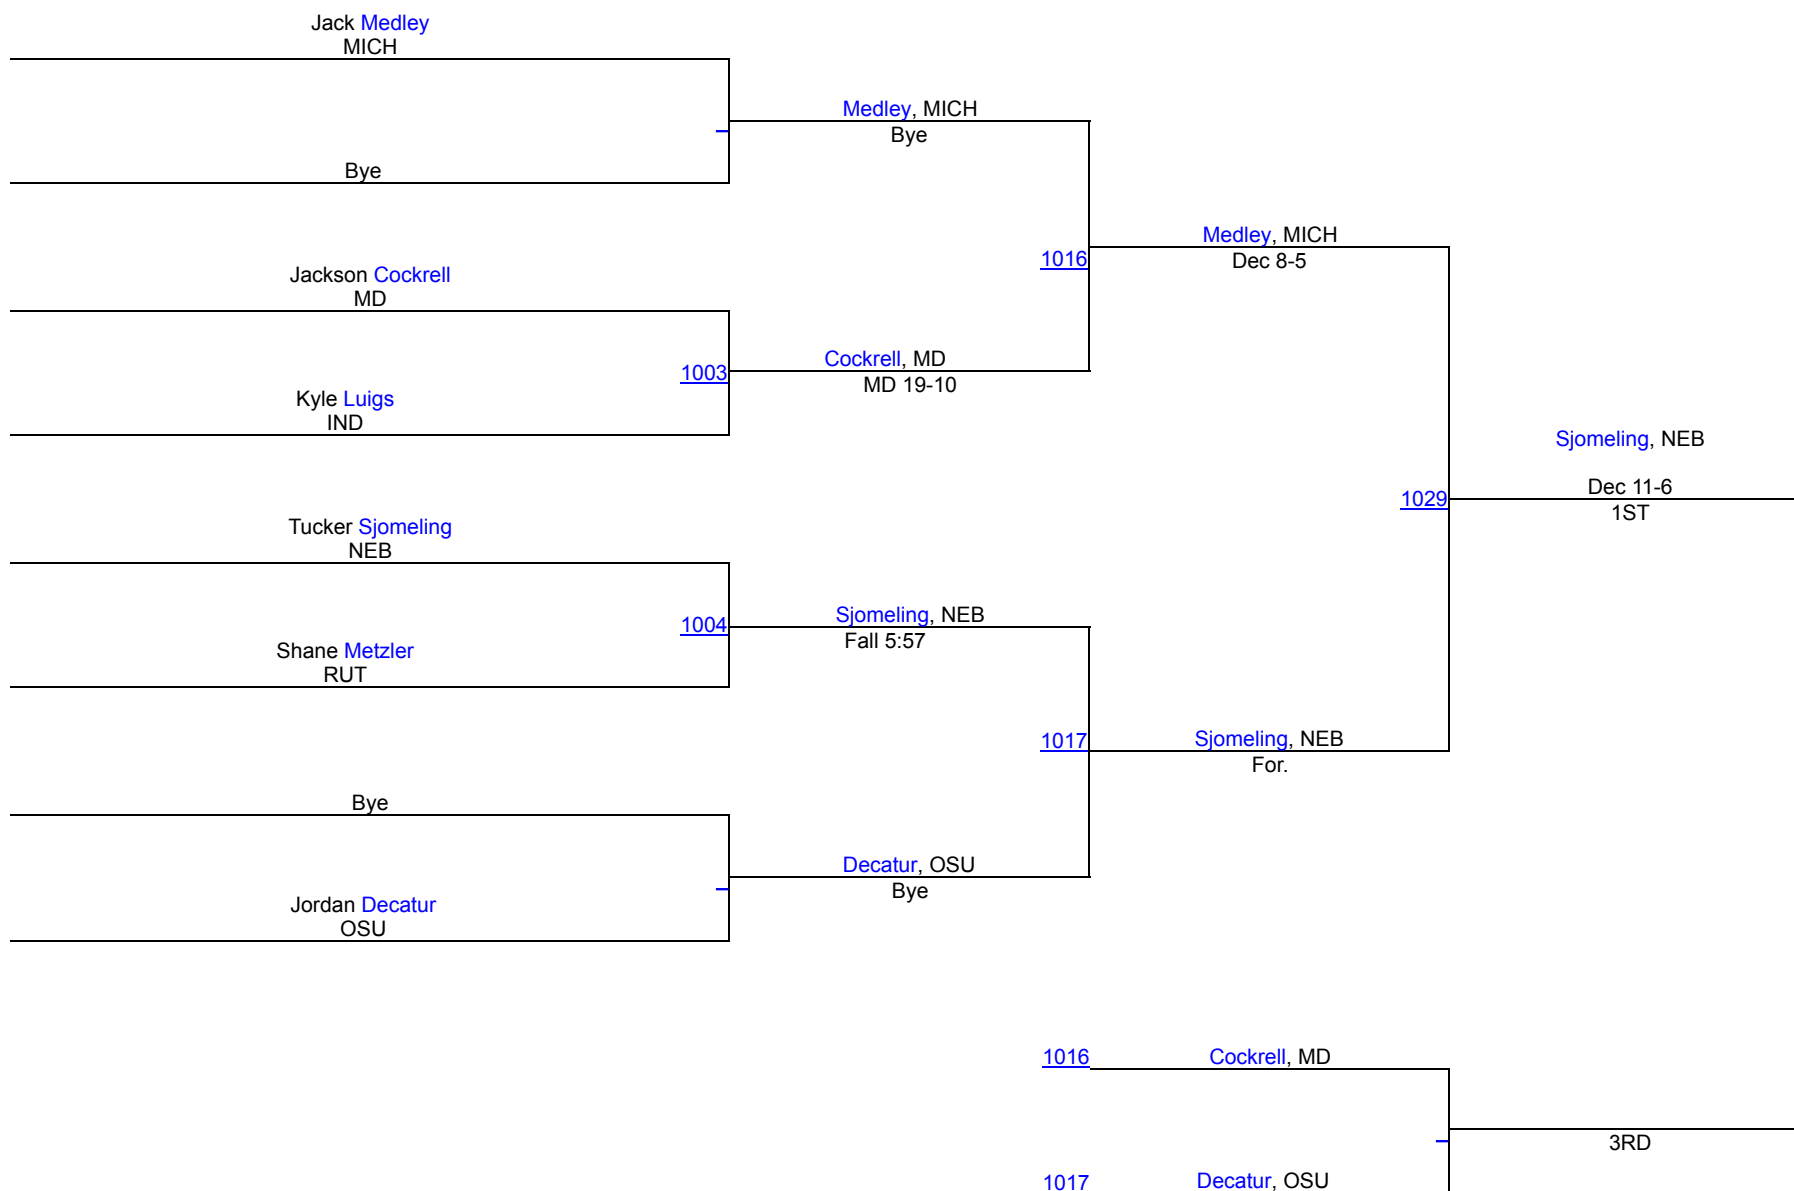 Jack Medley
MICH
Medley, MICH
Bye
Bye
Medley, MICH
Dec 8-5
1016
Jackson Cockrell
MD
Cockrell, MD
MD 19-10
1003
Kyle Luigs
IND
Sjomeling, NEB
Dec 11-6
1ST
1029
Tucker Sjomeling
NEB
Sjomeling, NEB
Fall 5:57
1004
Shane Metzler
RUT
1017
Sjomeling, NEB
For.
Bye
Decatur, OSU
Bye
Jordan Decatur
OSU
1016 Cockrell, MD
3RD
1017 Decatur, OSU